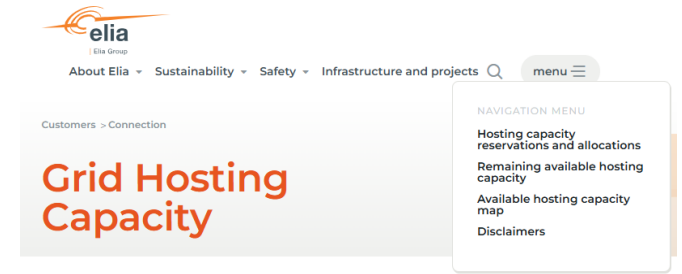 elia
Elia Group
About Elia Sustainability Safety Infrastructure and projects menu
Customers > Connection
Grid Hosting
Capacity
NAVIGATION MENU
Hosting capacity
reservations and allocations
Remaining available hosting
capacity
Available hosting capacity
map
Disclaimers